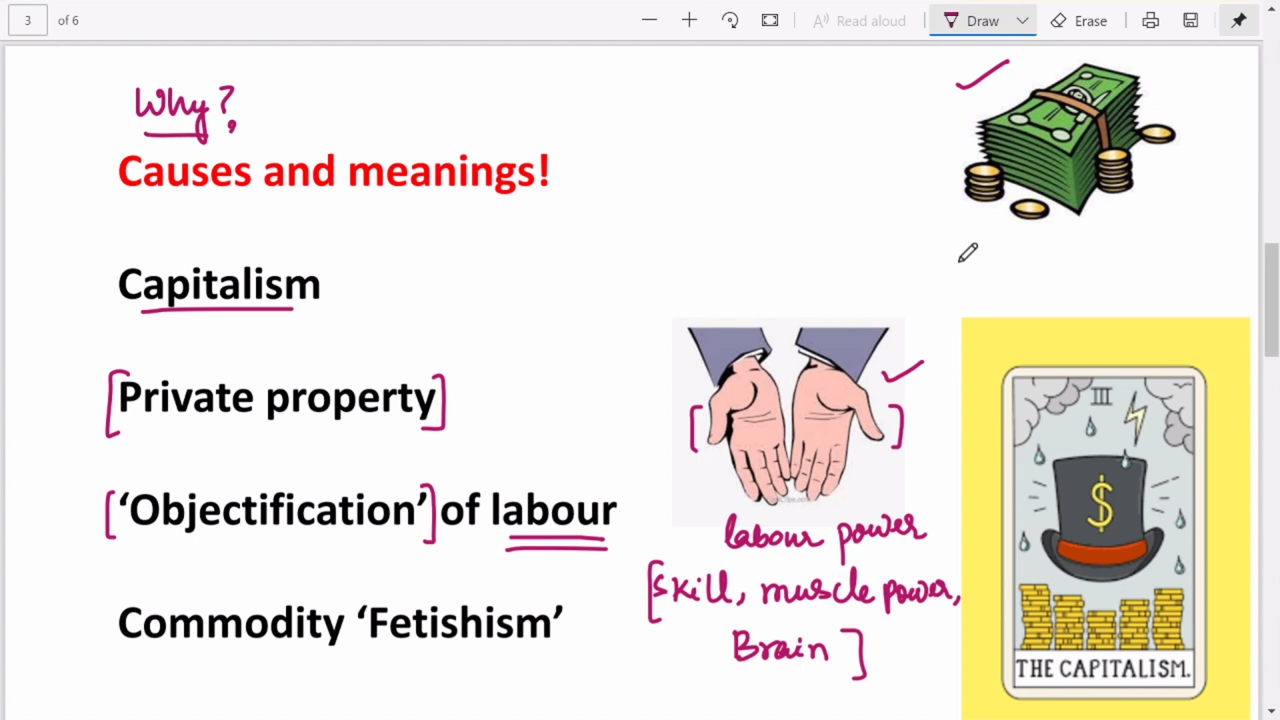 3 of 6
Read aloud
Draw
Erase
Why?
Causes and meanings!
Capitalism
[Private property]
['Objectification'] of labour
Commodity 'Fetishism'
[ ]
labour power
[Skill, muscle power,
Brain]
III
$
THE CAPITALISM.